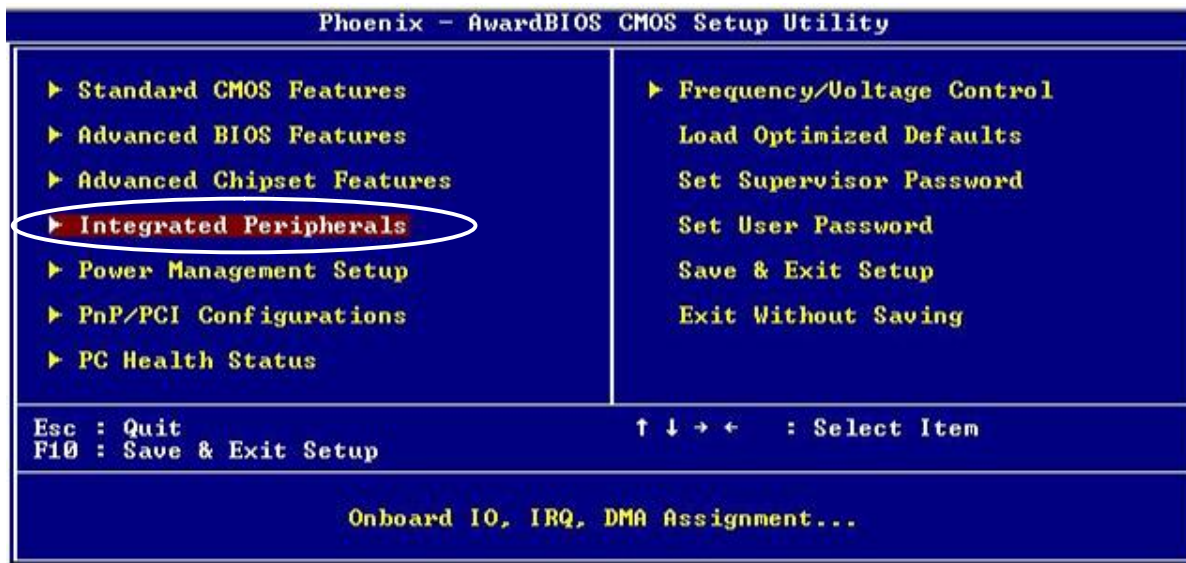 Phoenix - AwardBIOS CMOS Setup Utility
▶ Standard CMOS Features
▶ Advanced BIOS Features
▶ Advanced Chipset Features
▶ Integrated Peripherals
▶ Power Management Setup
▶ PnP/PCI Configurations
▶ PC Health Status
▶ Frequency/Voltage Control
Load Optimized Defaults
Set Supervisor Password
Set User Password
Save & Exit Setup
Exit Without Saving
Esc : Quit
F10 : Save & Exit Setup
↑ ↓ → ← : Select Item
Onboard IO, IRQ, DMA Assignment...